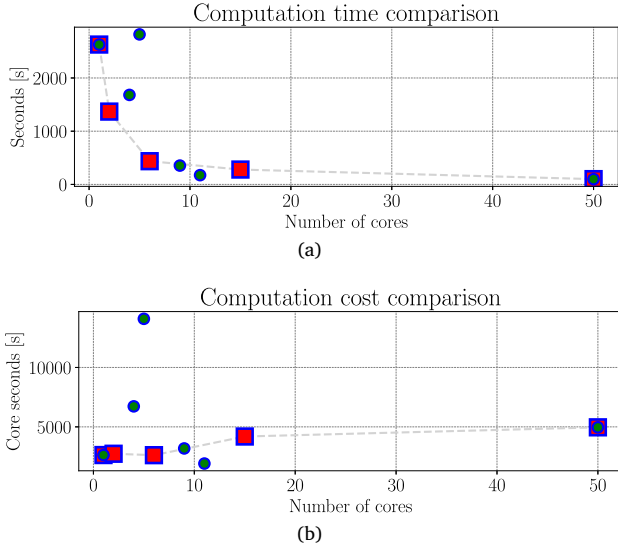 Computation time comparison
Seconds [s]
2000
1000
0
0 10 20 30 40 50
Number of cores
(a)
Computation cost comparison
Core seconds [s]
10000
5000
0 10 20 30 40 50
Number of cores
(b)